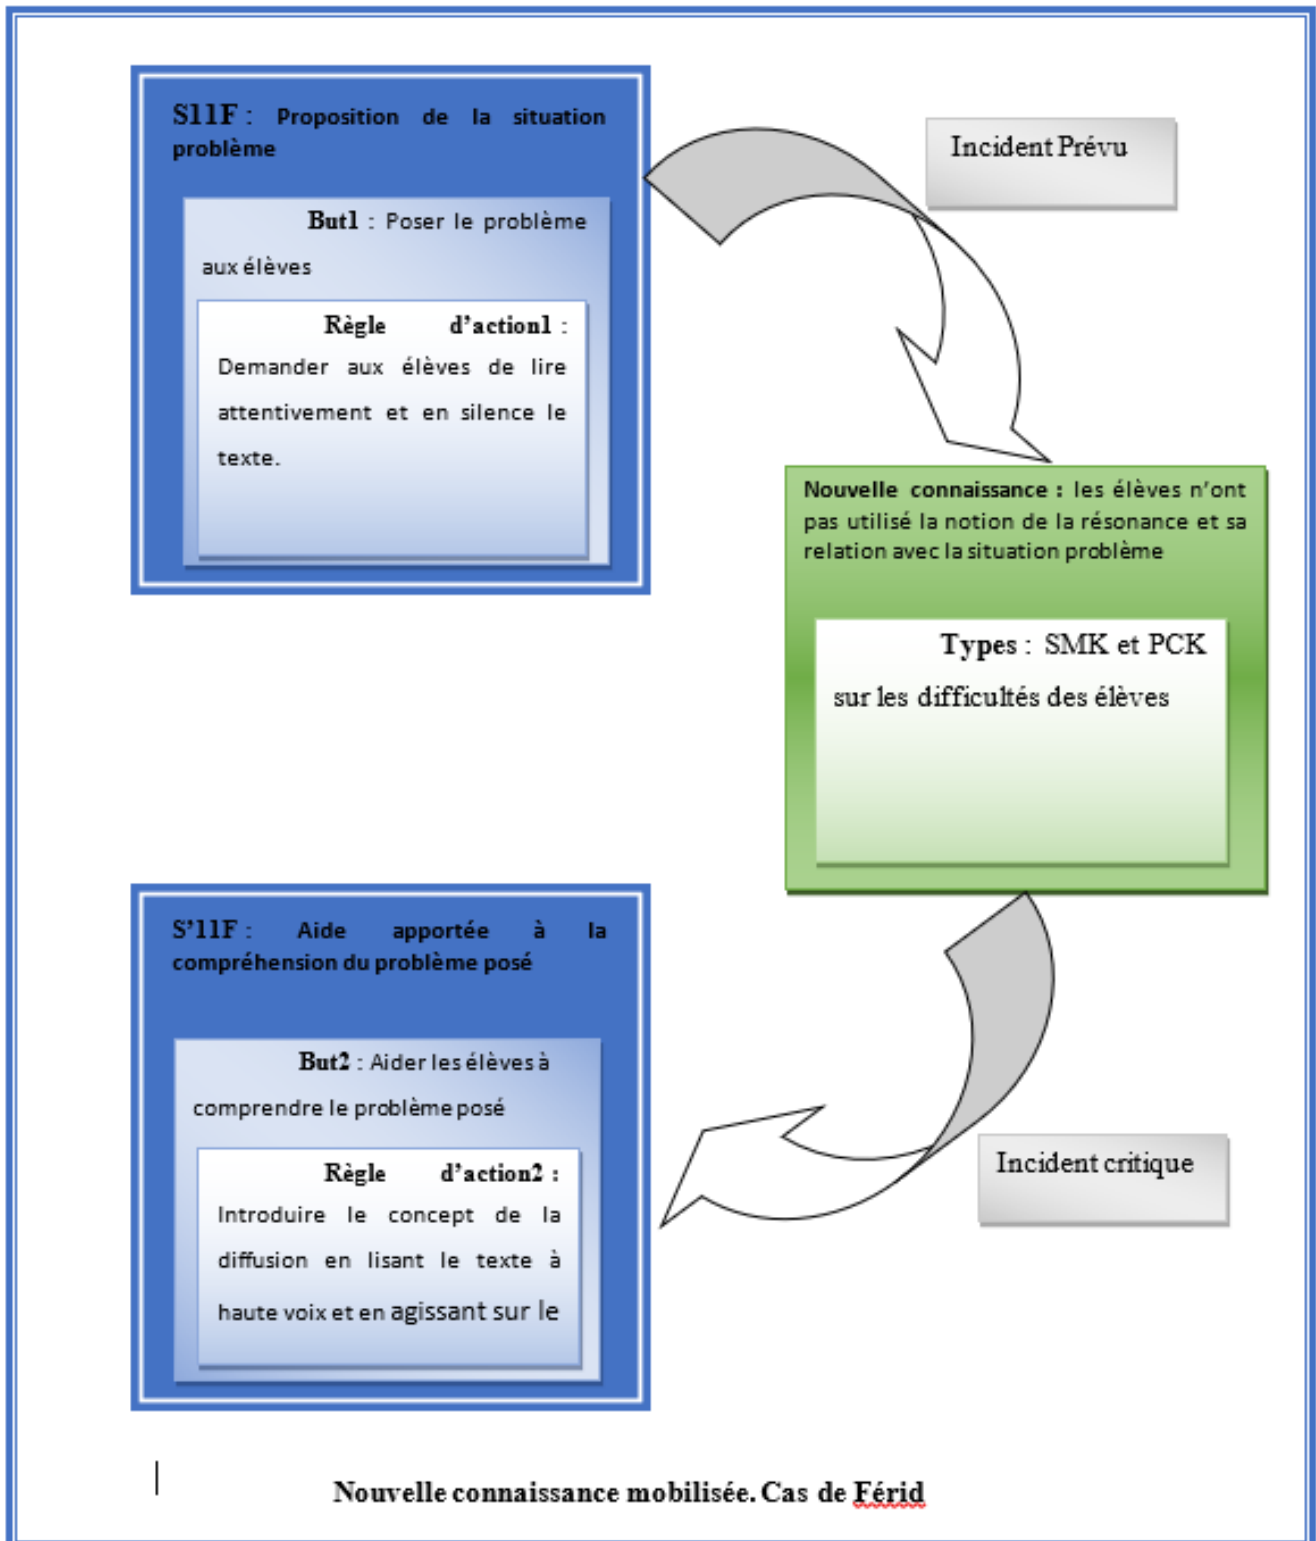 S11F : Proposition de la situation
problème
But1 : Poser le problème
aux élèves
Règle d’action1 :
Demander aux élèves de lire
attentivement et en silence le
texte.
Incident Prévu
Nouvelle connaissance : les élèves n’ont
pas utilisé la notion de la résonance et sa
relation avec la situation problème
Types : SMK et PCK
sur les difficultés des élèves
Incident critique
S’11F : Aide apportée à la
compréhension du problème posé
But2 : Aider les élèves à
comprendre le problème posé
Règle d’action2 :
Introduire le concept de la
diffusion en lisant le texte à
haute voix et en agissant sur le
Nouvelle connaissance mobilisée. Cas de Férid